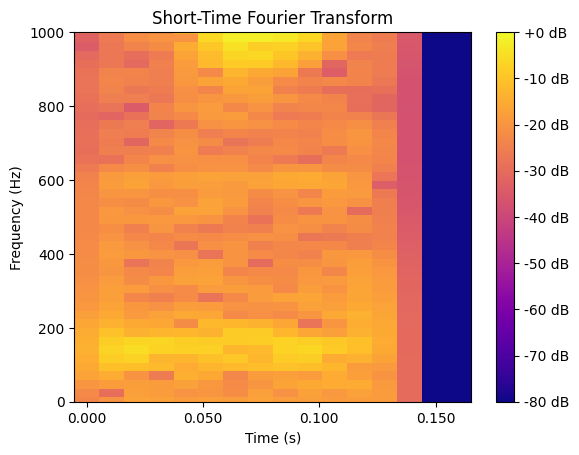 Short-Time Fourier Transform
Frequency (Hz)
1000
800
600
400
200
0
0.000
0.050
0.100
0.150
Time (s)
+0 dB
-10 dB
-20 dB
-30 dB
-40 dB
-50 dB
-60 dB
-70 dB
-80 dB